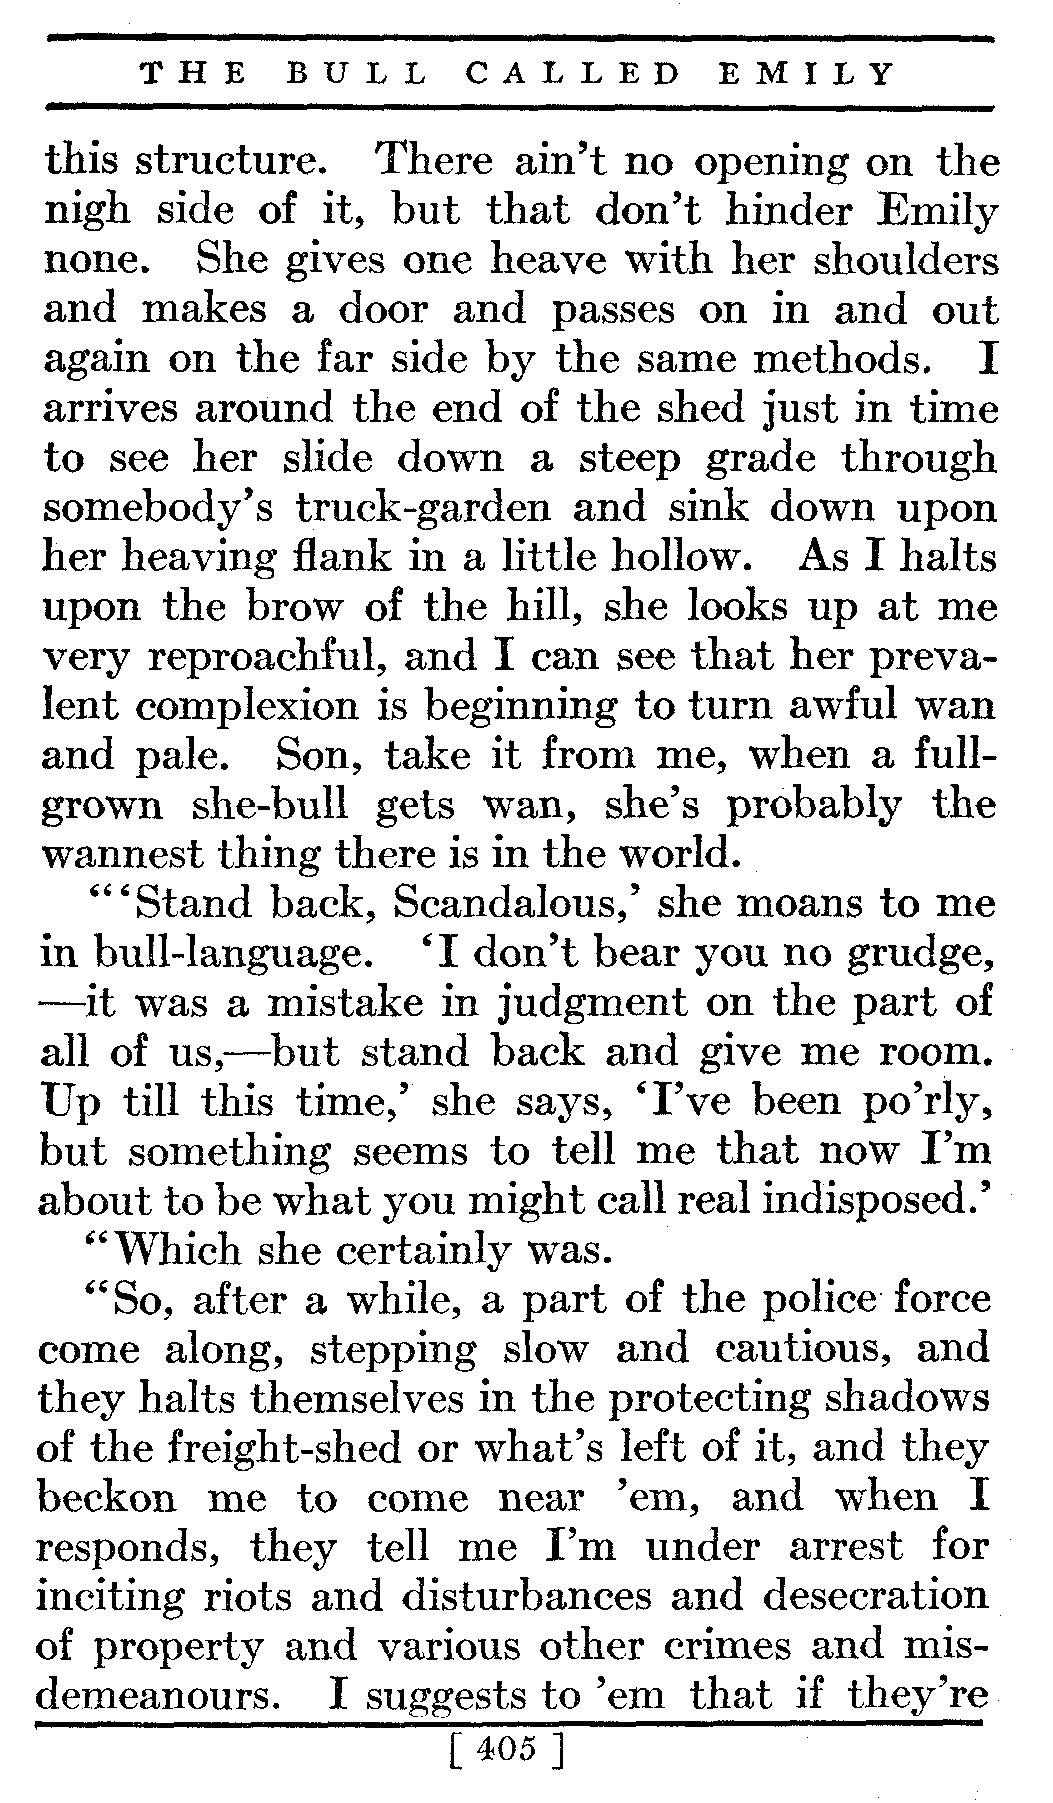 THE BULL CALLED EMILY
this structure. There ain't no opening on the
nigh side of it, but that don't hinder Emily
none. She gives one heave with her shoulders
and makes a door and passes on in and out
again on the far side by the same methods. I
arrives around the end of the shed just in time
to see her slide down a steep grade through
somebody's truck-garden and sink down upon
her heaving flank in a little hollow. As I halts
upon the brow of the hill, she looks up at me
very reproachful, and I can see that her preva-
lent complexion is beginning to turn awful wan
and pale. Son, take it from me, when a full-
grown she-bull gets wan, she's probably the
wannest thing there is in the world.
"'Stand back, Scandalous,' she moans to me
in bull-language. 'I don't bear you no grudge,
—it was a mistake in judgment on the part of
all of us,—but stand back and give me room.
Up till this time,' she says, 'I've been po'rly,
but something seems to tell me that now I'm
about to be what you might call real indisposed.'
"Which she certainly was.
"So, after a while, a part of the police force
come along, stepping slow and cautious, and
they halts themselves in the protecting shadows
of the freight-shed or what's left of it, and they
beckon me to come near 'em, and when I
responds, they tell me I'm under arrest for
inciting riots and disturbances and desecration
of property and various other crimes and mis-
demeanours. I suggests to 'em that if they're
[ 405 ]